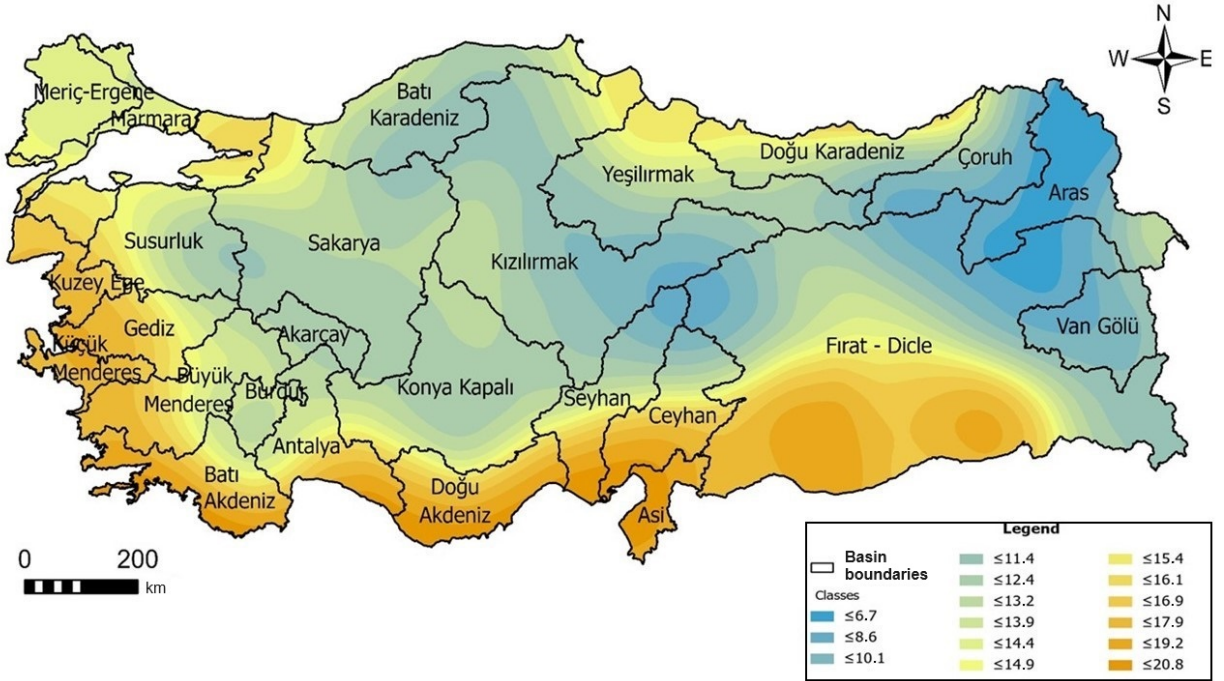 N
W E
S
Meriç-Ergene
Marmara
Batı
Karadeniz
Doğu Karadeniz
Çoruh
Yeşilırmak
Aras
Susurluk
Sakarya
Kızılırmak
Kuzey Ege
Van Gölü
Gediz
Akarçay
Fırat - Dicle
Küçük
Menderes
Büyük
Menderes
Burdur
Konya Kapalı
Seyhan
Ceyhan
Antalya
Batı
Akdeniz
Doğu
Akdeniz
Asi
0 200
km
Legend
Basin
boundaries
Classes
≤6.7
≤8.6
≤10.1
≤11.4
≤12.4
≤13.2
≤13.9
≤14.4
≤14.9
≤15.4
≤16.1
≤16.9
≤17.9
≤19.2
≤20.8